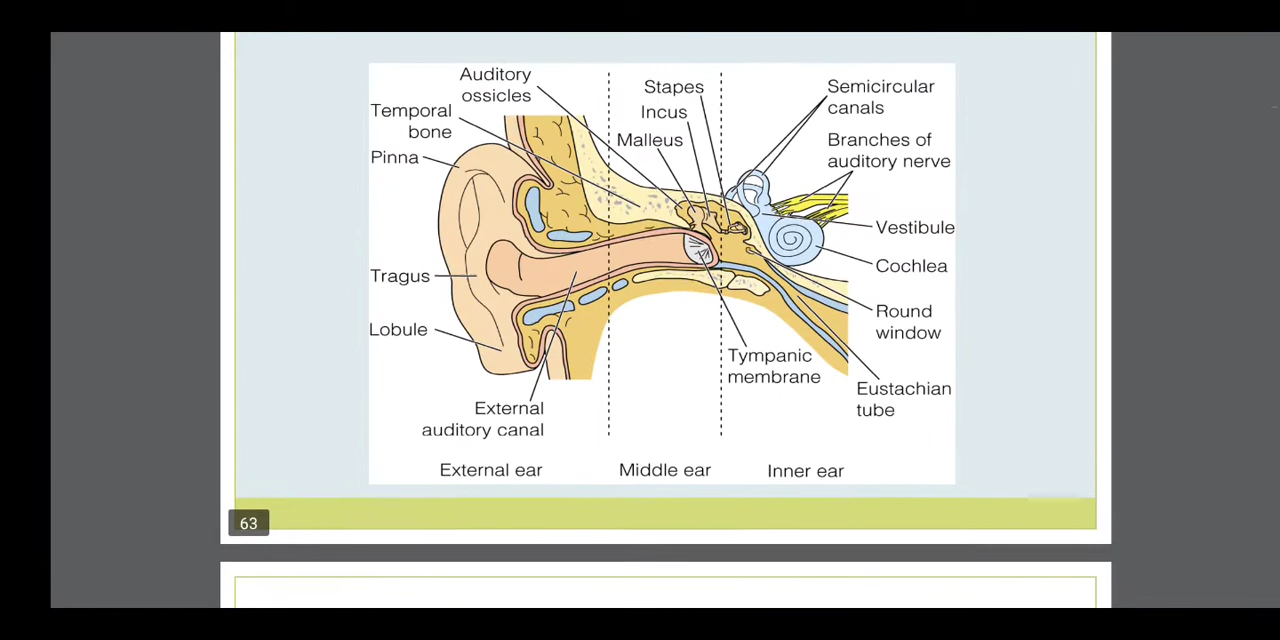 Auditory
ossicles
Temporal
bone
Pinna
Tragus
Lobule
External
auditory canal
Stapes
Incus
Malleus
Semicircular
canals
Branches of
auditory nerve
Vestibule
Cochlea
Round
window
Tympanic
membrane
Eustachian
tube
External ear
Middle ear
Inner ear
63